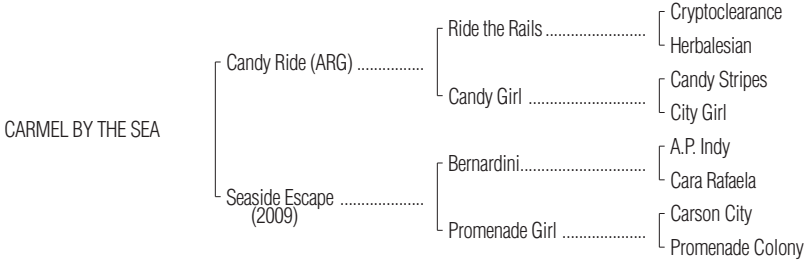 Cryptoclearance
Ride the Rails ........................
Herbalesian
Candy Ride (ARG) ................
Candy Stripes
Candy Girl ............................
City Girl
CARMEL BY THE SEA
A.P. Indy
Bernardini..............................
Cara Rafaela
Seaside Escape ....................
(2009)
Carson City
Promenade Girl ....................
Promenade Colony